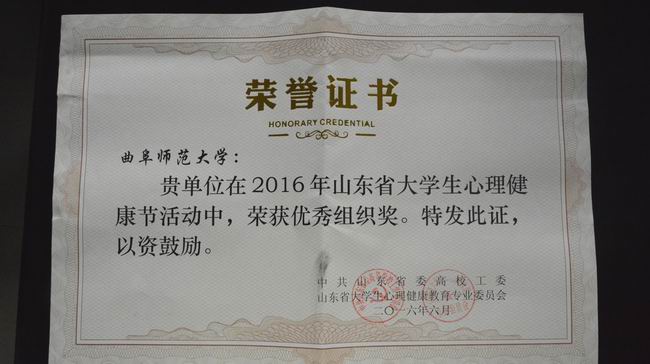 荣誉证书
HONORARY CREDENTIAL
曲阜师范大学：
贵单位在2016年山东省大学生心理健
康节活动中，荣获优秀组织奖。特发此证，
以资鼓励。
中共山东省委高校工委
山东省大学生心理健康教育专业委员会
二〇一六年六月